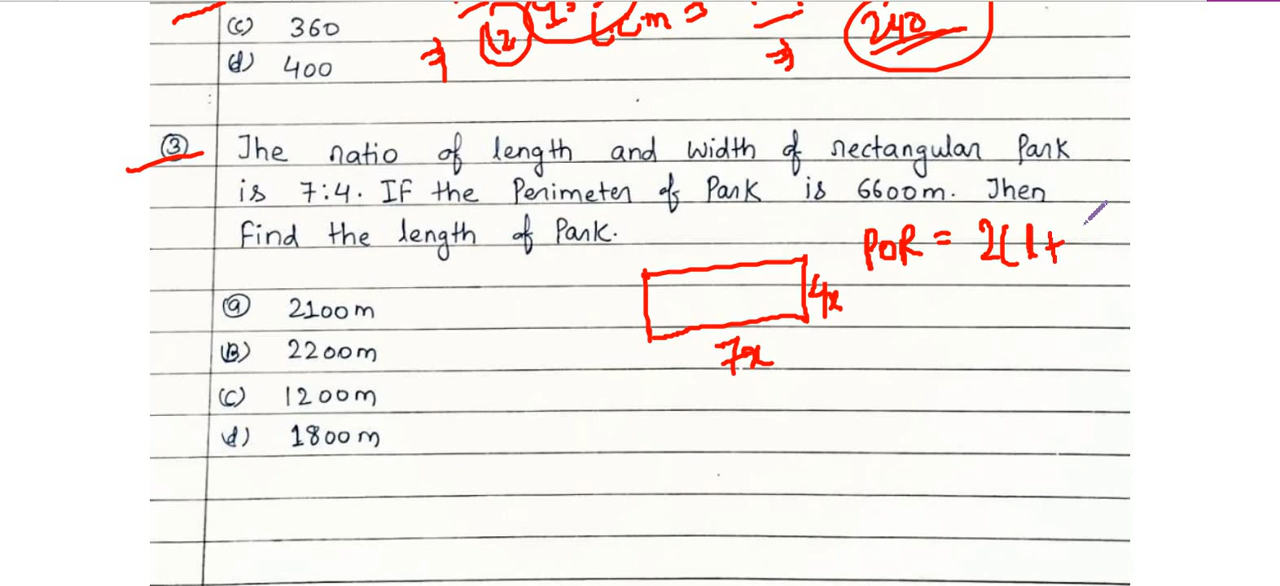 (c) 360
(d) 400
12
240
③ The ratio of length and width of rectangular Park
is 7:4. IF the Perimeter of Park is 6600m. Then
Find the length of Park.
POR = 2(l+
4x
7x
(a) 2100m
(B) 2200m
(c) 1200m
(d) 1800m